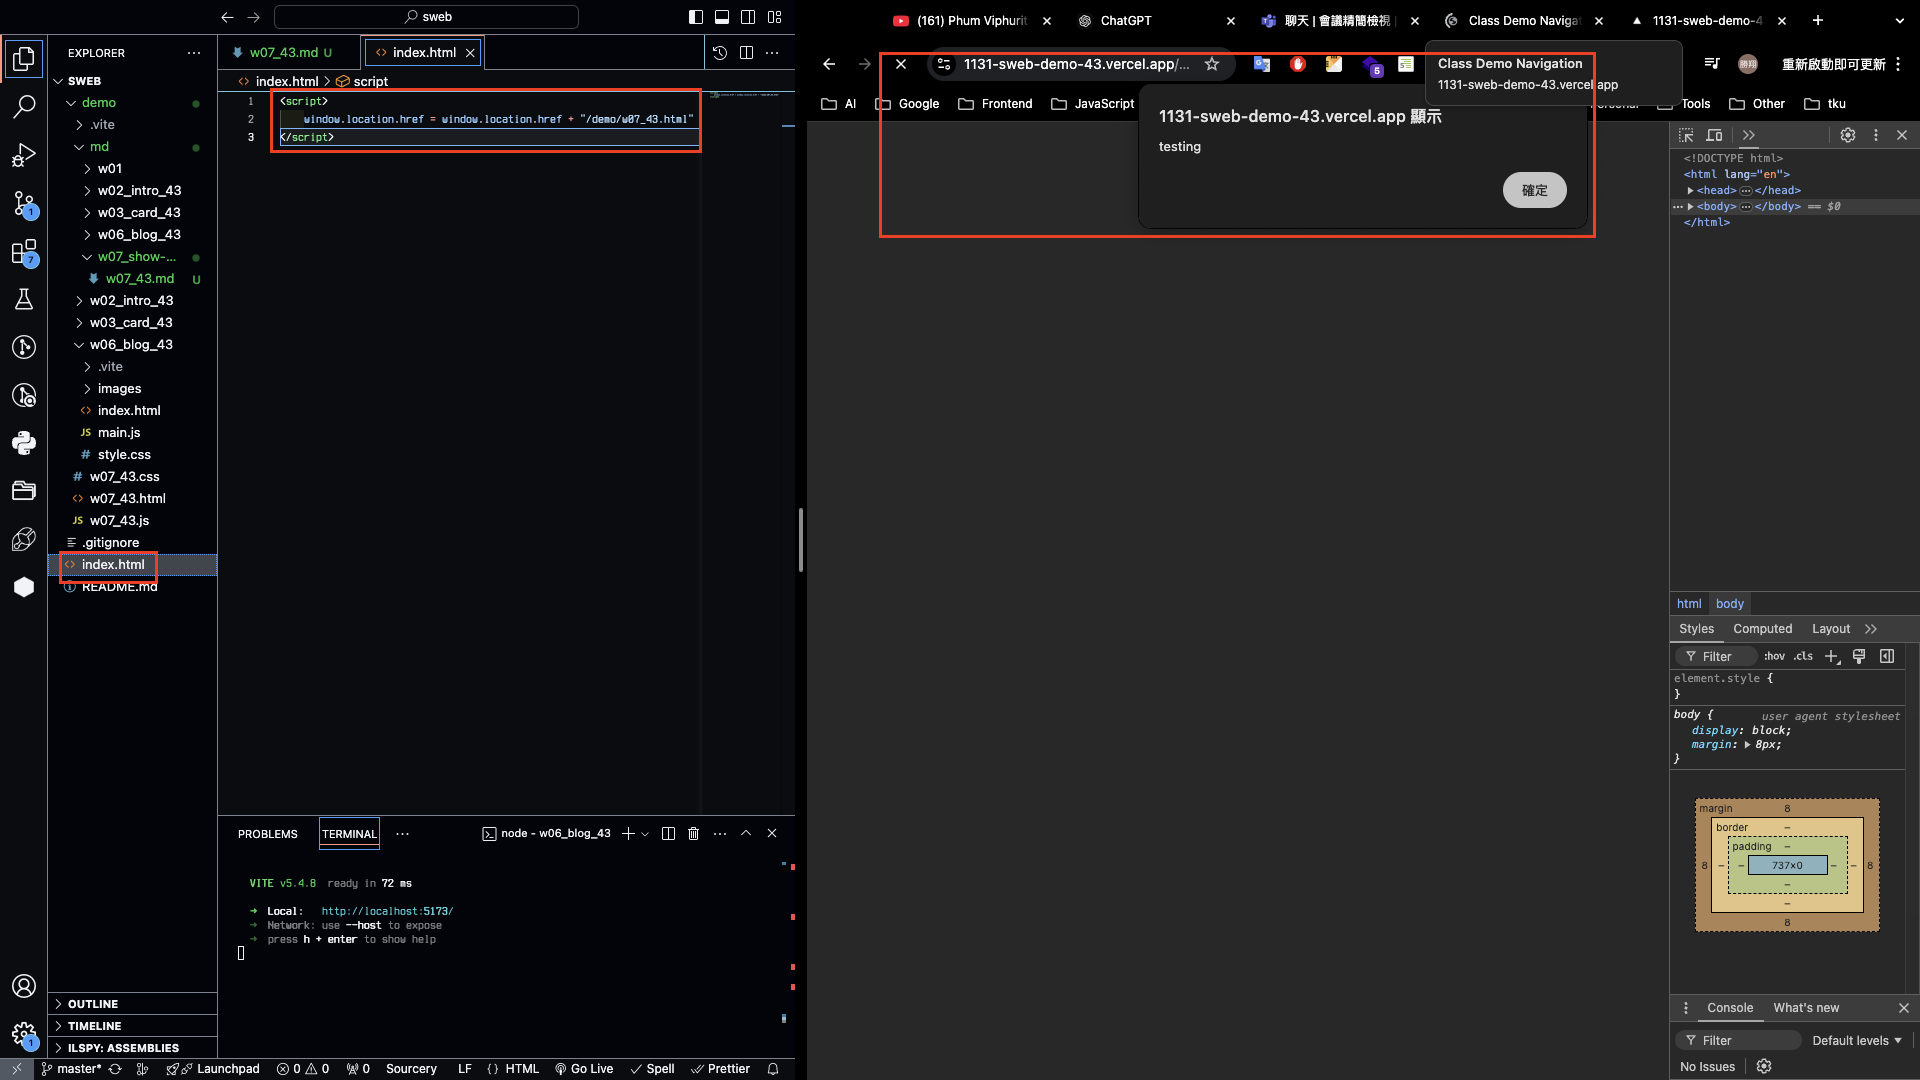 sweb
EXPLORER
SWEB
demo
.vite
md
w01
w02_intro_43
w03_card_43
w06_blog_43
w07_show-...
w07_43.md U
w02_intro_43
w03_card_43
w06_blog_43
.vite
images
index.html
JS main.js
# style.css
# w07_43.css
w07_43.html
JS w07_43.js
.gitignore
index.html
README.md
OUTLINE
TIMELINE
ILSPY: ASSEMBLIES
1
7
1
w07_43.md U
index.html
index.html > script
1 <script>
2 window.location.href = window.location.href + "/demo/w07_43.html"
3 </script>
PROBLEMS TERMINAL ... node - w06_blog_43
VITE v5.4.8 ready in 72 ms
➜ Local: http://localhost:5173/
➜ Network: use --host to expose
➜ press h + enter to show help
master* Launchpad 0 0 0 Sourcery LF {} HTML Go Live Spell Prettier
(161) Phum Viphurit
ChatGPT
聊天 | 會議精簡檢視
Class Demo Naviga
1131-sweb-demo-4
1131-sweb-demo-43.vercel.app/...
5
重新啟動即可更新
Class Demo Navigation
1131-sweb-demo-43.vercel.app
AI Google Frontend JavaScript Personal Tools Other tku
1131-sweb-demo-43.vercel.app 顯示
testing
確定
<!DOCTYPE html>
<html lang="en">
<head> ... </head>
... <body> ... </body> == $0
</html>
html body
Styles Computed Layout
Filter :hov .cls
element.style {
}
body { user agent stylesheet
display: block;
margin: 8px;
}
margin 8
border –
padding –
8 – – 737×0 – – 8
–
–
8
Console What's new
Filter Default levels
No Issues